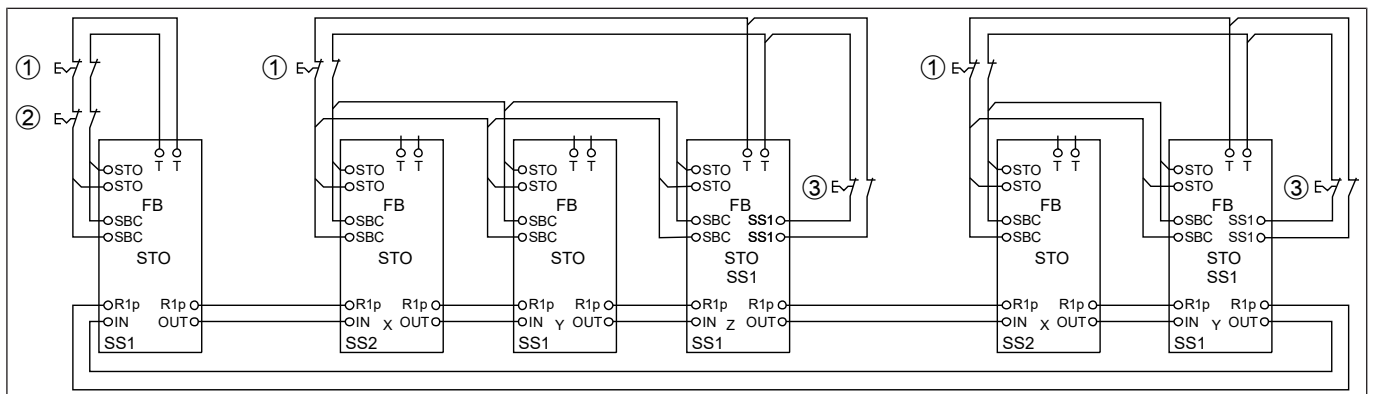 1 E 1 E 1 E
2 E
T T T T T T T T T T T T
STO STO STO STO STO STO
STO STO STO STO STO STO
3 E 3 E
FB FB FB FB FB FB
SBC SBC SBC SBC SS1 SBC SBC SS1
SBC SBC SBC SBC SS1 SBC SBC SS1
STO STO STO STO STO STO
SS1 SS1
R1p R1p R1p R1p R1p R1p R1p R1p R1p R1p R1p R1p
IN OUT IN X OUT IN Y OUT IN Z OUT IN X OUT IN Y OUT
SS1 SS2 SS1 SS1 SS2 SS1